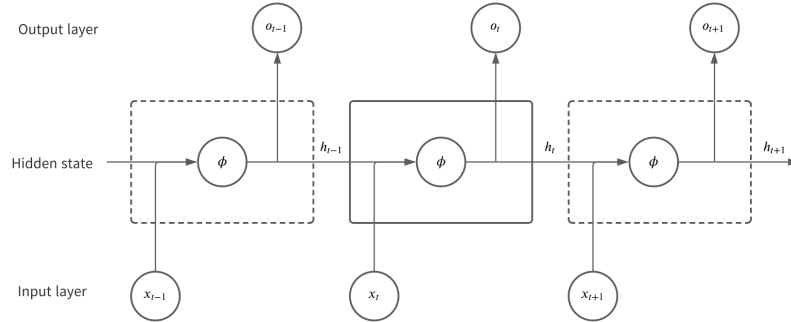 Output layer o_{t−1} o_t o_{t+1}
Hidden state ϕ h_{t−1} ϕ h_t ϕ h_{t+1}
Input layer x_{t−1} x_t x_{t+1}